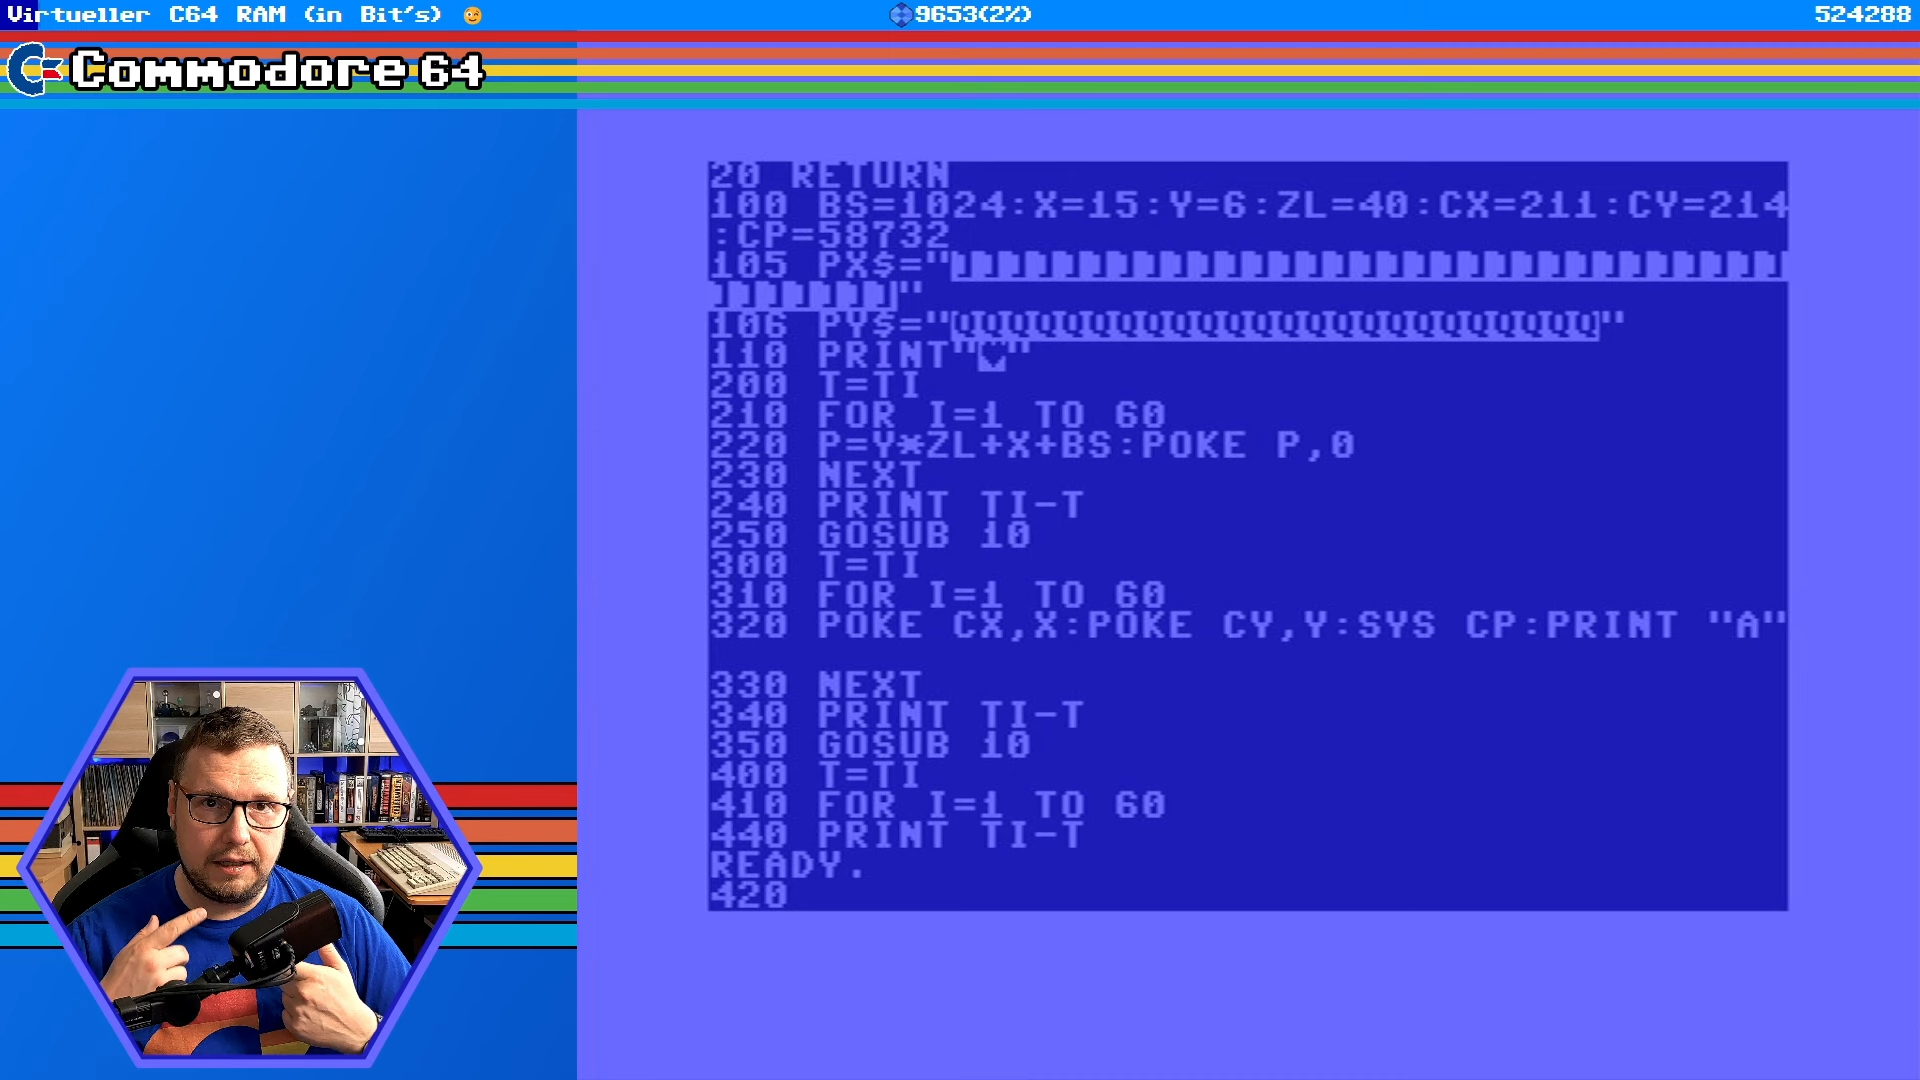 Virtueller C64 RAM (in Bit's) 9653(2%) 524288
Commodore 64
20 RETURN
100 BS=1024:X=15:Y=6:ZL=40:CX=211:CY=214
:CP=58732
105 PX$="
"
106 PY$="QQQQQQQQQQQQQQQQQQQQQQQQ"
110 PRINT"♥"
200 T=TI
210 FOR I=1 TO 60
220 P=Y*ZL+X+BS:POKE P,0
230 NEXT
240 PRINT TI-T
250 GOSUB 10
300 T=TI
310 FOR I=1 TO 60
320 POKE CX,X:POKE CY,Y:SYS CP:PRINT "A"
330 NEXT
340 PRINT TI-T
350 GOSUB 10
400 T=TI
410 FOR I=1 TO 60
440 PRINT TI-T
READY.
420